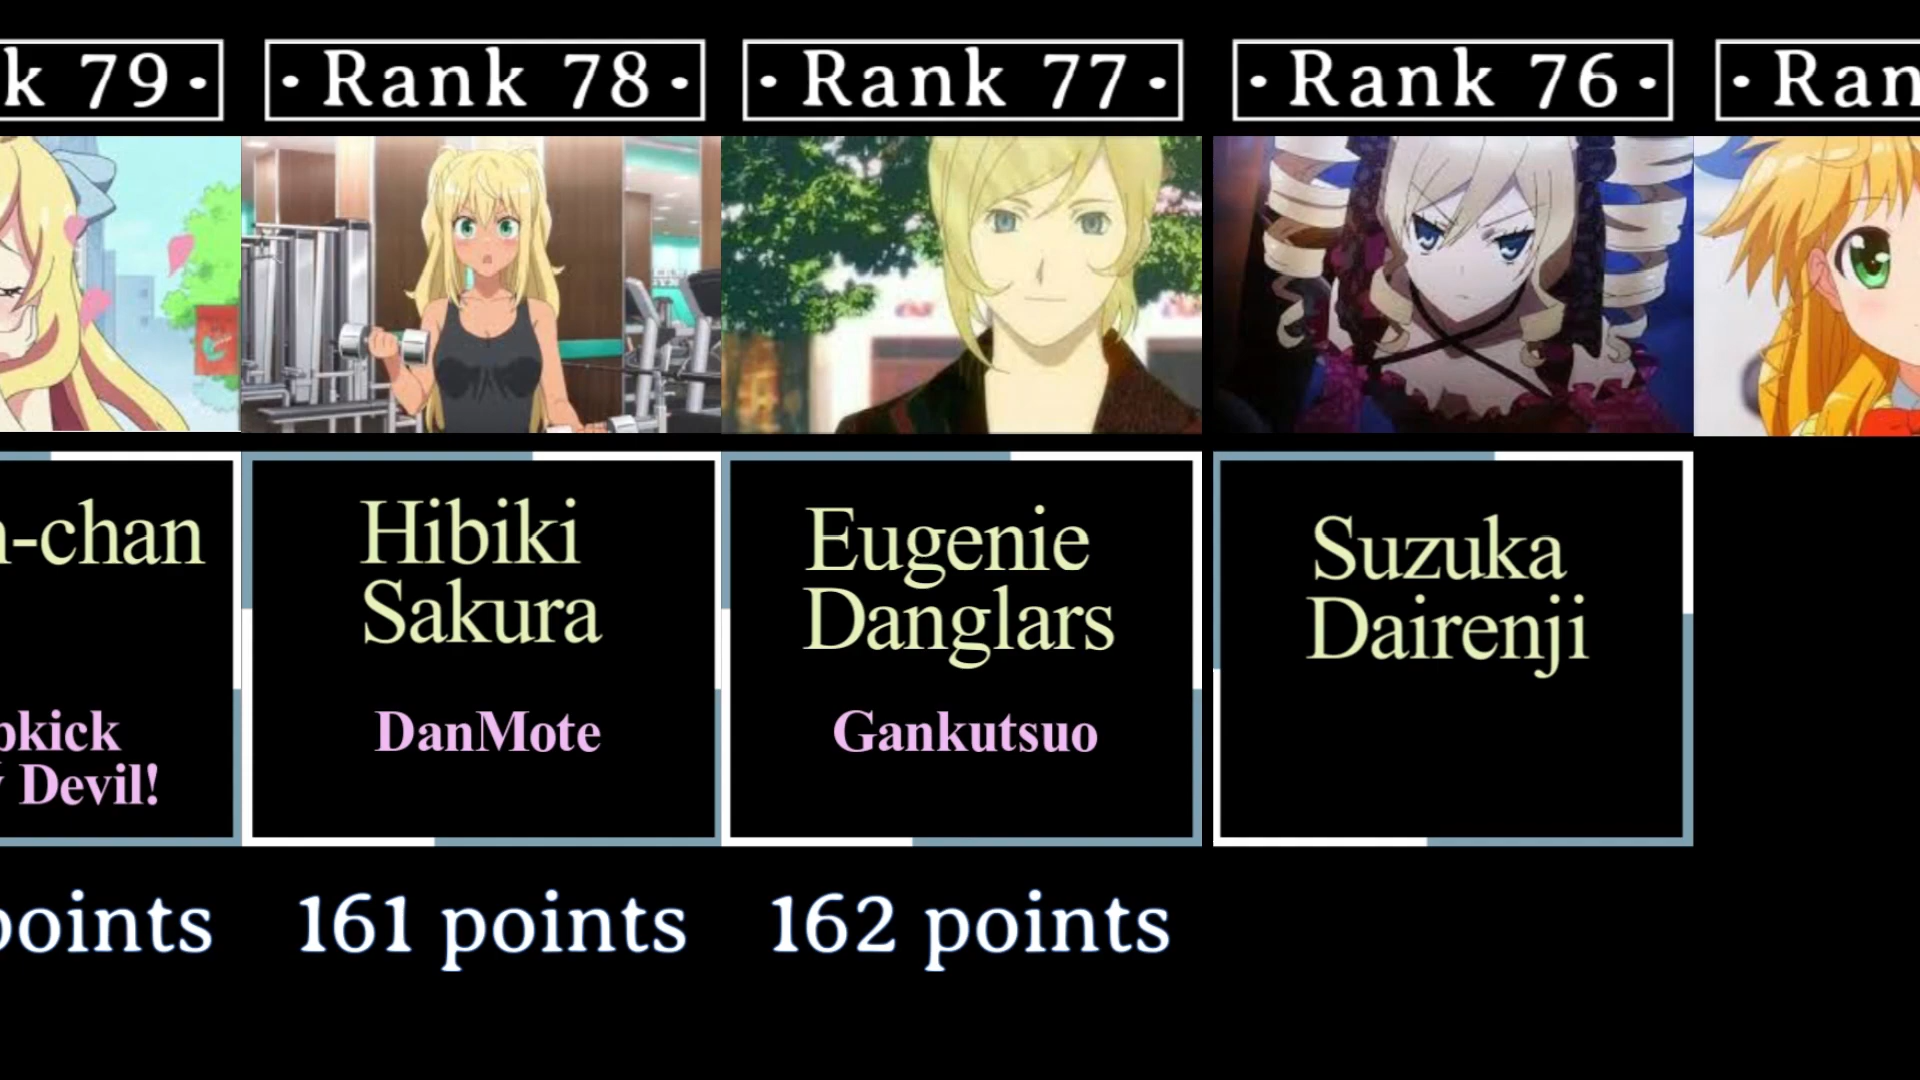 k 79 ·
· Rank 78 ·
· Rank 77 ·
· Rank 76 ·
· Ran
n-chan
pkick
y Devil!
points
Hibiki
Sakura
DanMote
161 points
Eugenie
Danglars
Gankutsuo
162 points
Suzuka
Dairenji